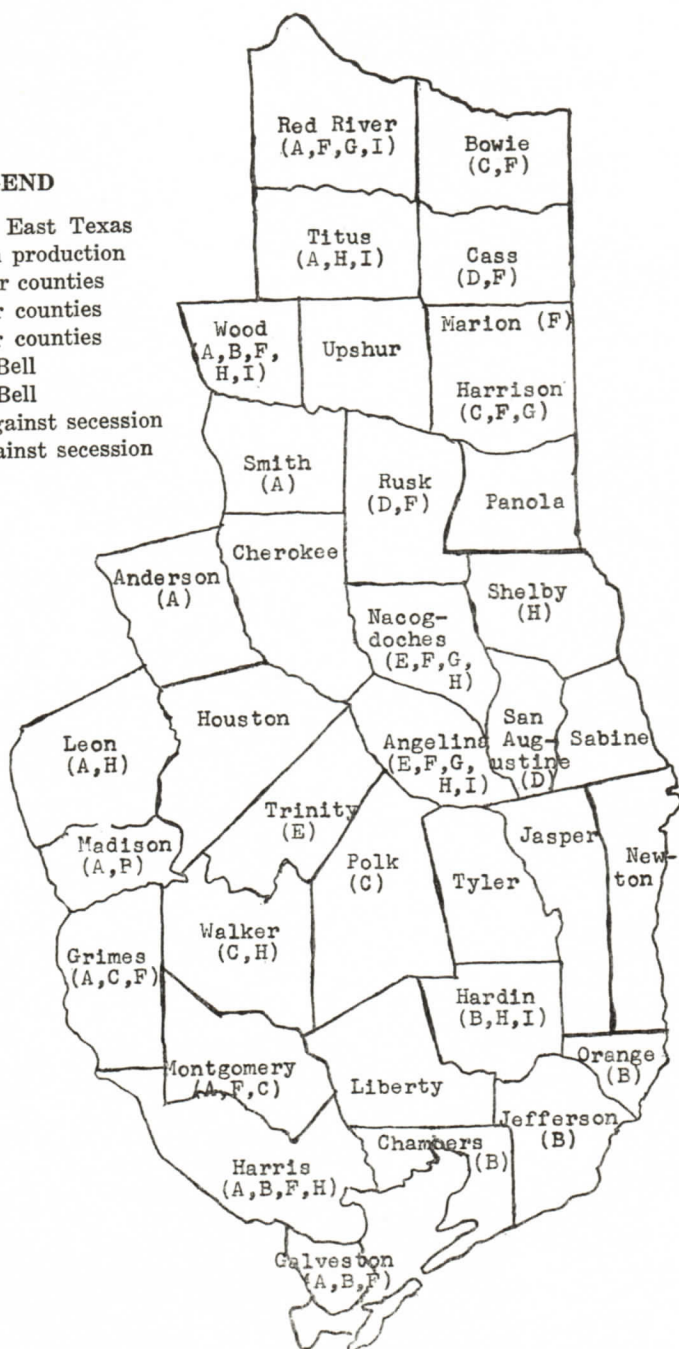 END
East Texas
production
r counties
r counties
r counties
Bell
Bell
gainst secession
ainst secession
Red River
(A,F,G,I)
Bowie
(C,F)
Titus
(A,H,I)
Cass
(D,F)
Wood
(A,B,F,
H,I)
Upshur
Marion (F)
Harrison
(C,F,G)
Smith
(A)
Rusk
(D,F)
Panola
Cherokee
Anderson
(A)
Shelby
(H)
Nacog-
doches
(E,F,G,
H)
Houston
Leon
(A,H)
Angelina
(E,F,G,
H,I)
San
Aug-
ustine
(D)
Sabine
Trinity
(E)
Madison
(A,P)
Polk
(C)
Tyler
Jasper
New-
ton
Walker
(C,H)
Grimes
(A,C,F)
Hardin
(B,H,I)
Montgomery
(A,F,C)
Liberty
Orange
(B)
Jefferson
(B)
Chambers
(B)
Harris
(A,B,F,H)
Galveston
(A,B,F)